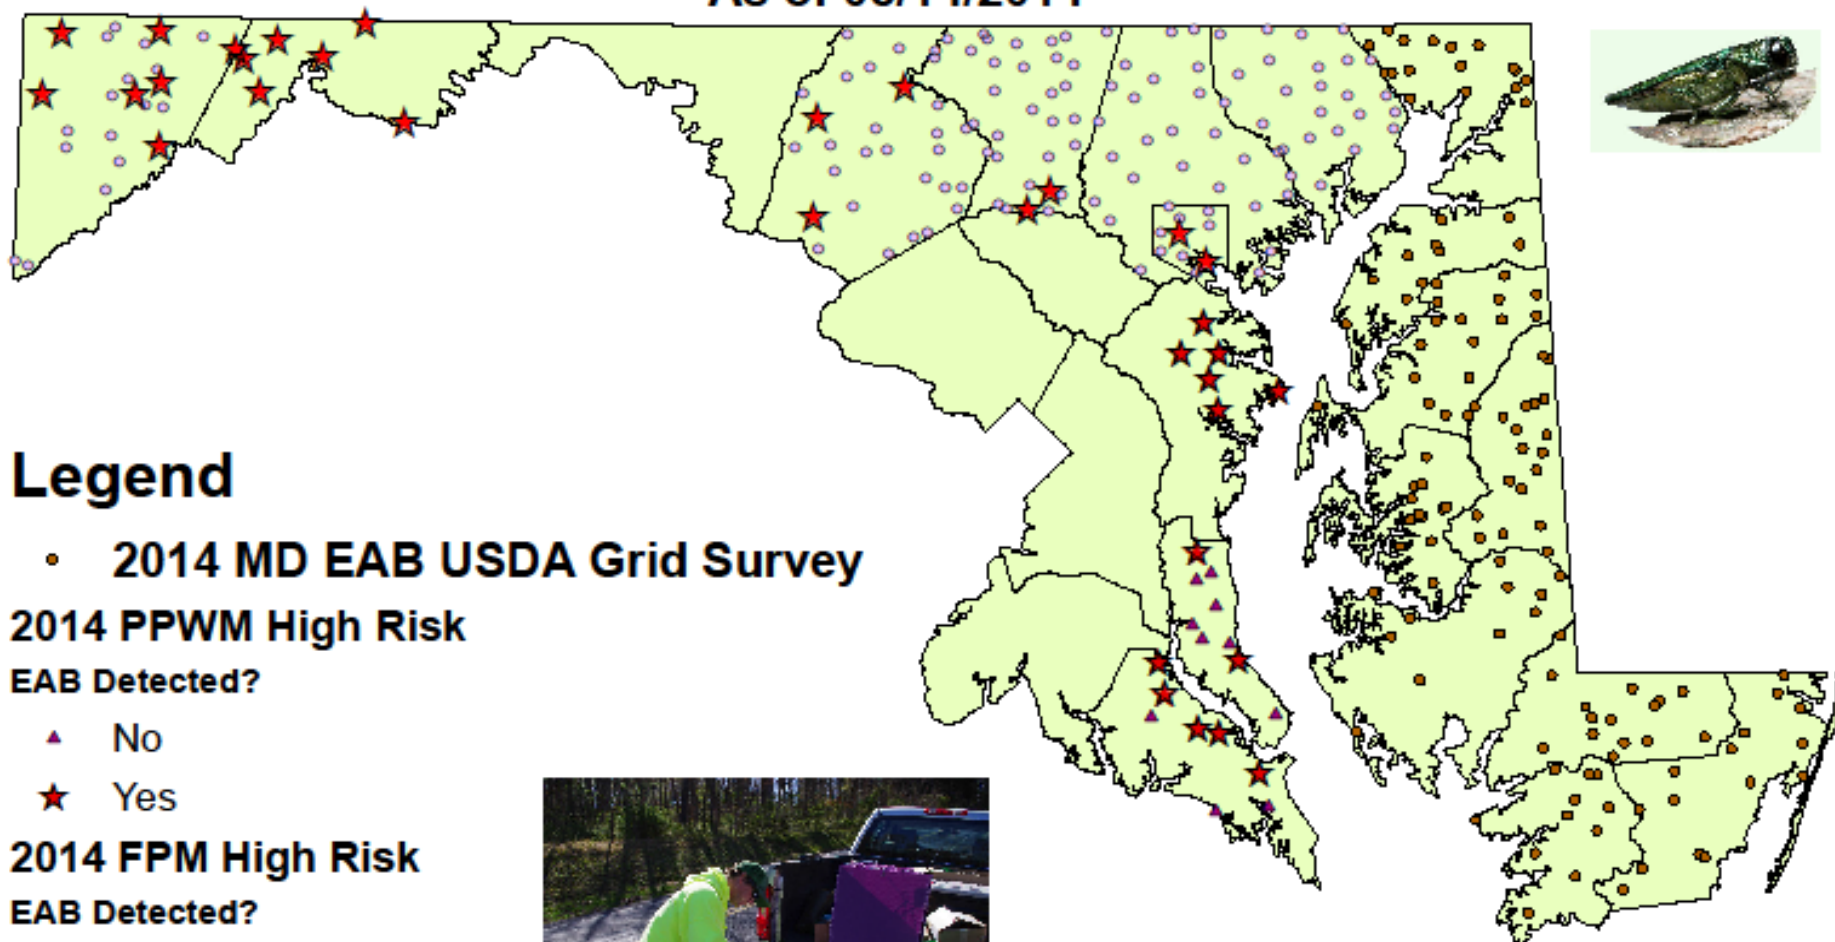 Legend
2014 MD EAB USDA Grid Survey
2014 PPWM High Risk
EAB Detected?
No
Yes
2014 FPM High Risk
EAB Detected?